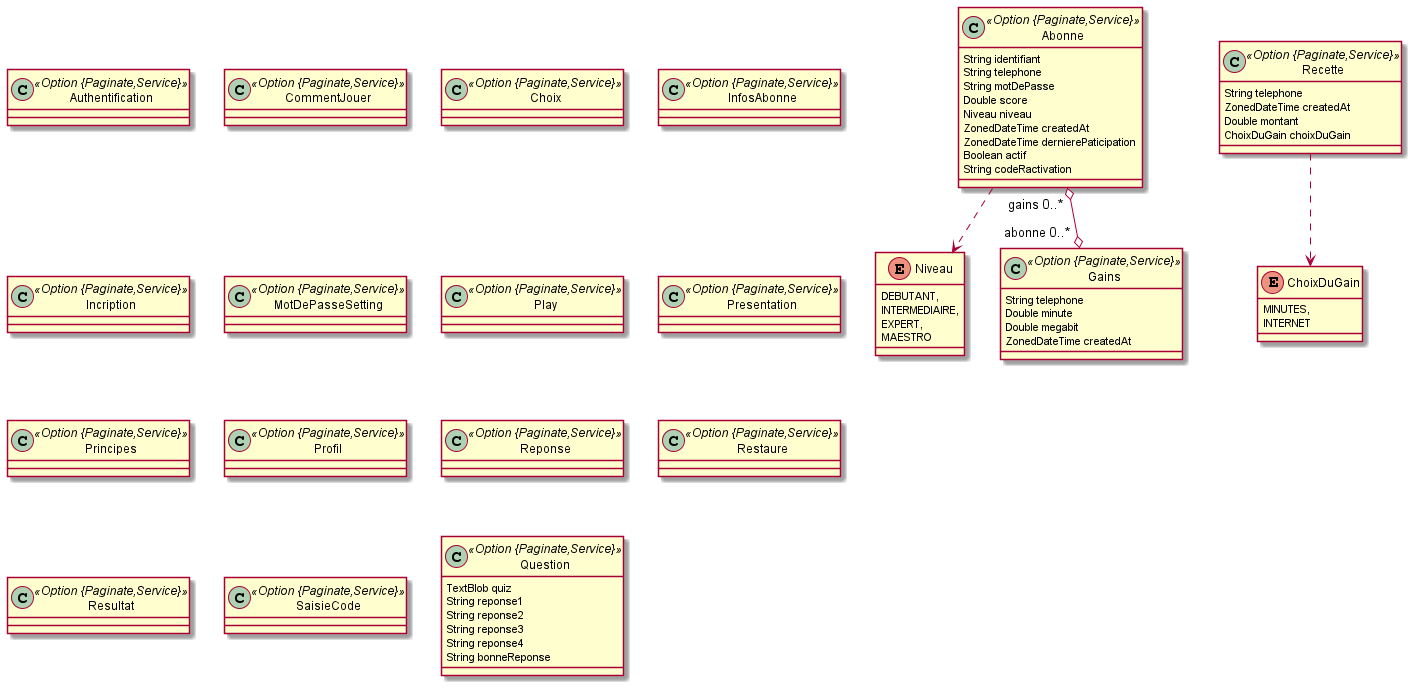 C «Option {Paginate,Service}»
Authentification
C «Option {Paginate,Service}»
CommentJouer
C «Option {Paginate,Service}»
Choix
C «Option {Paginate,Service}»
InfosAbonne
C «Option {Paginate,Service}»
Abonne
String identifiant
String telephone
String motDePasse
Double score
Niveau niveau
ZonedDateTime createdAt
ZonedDateTime dernierePaticipation
Boolean actif
String codeRactivation
C «Option {Paginate,Service}»
Recette
String telephone
ZonedDateTime createdAt
Double montant
ChoixDuGain choixDuGain
gains 0..*
abonne 0..*
C «Option {Paginate,Service}»
Incription
C «Option {Paginate,Service}»
MotDePasseSetting
C «Option {Paginate,Service}»
Play
C «Option {Paginate,Service}»
Presentation
E Niveau
DEBUTANT,
INTERMEDIAIRE,
EXPERT,
MAESTRO
C «Option {Paginate,Service}»
Gains
String telephone
Double minute
Double megabit
ZonedDateTime createdAt
E ChoixDuGain
MINUTES,
INTERNET
C «Option {Paginate,Service}»
Principes
C «Option {Paginate,Service}»
Profil
C «Option {Paginate,Service}»
Reponse
C «Option {Paginate,Service}»
Restaure
C «Option {Paginate,Service}»
Resultat
C «Option {Paginate,Service}»
SaisieCode
C «Option {Paginate,Service}»
Question
TextBlob quiz
String reponse1
String reponse2
String reponse3
String reponse4
String bonneReponse